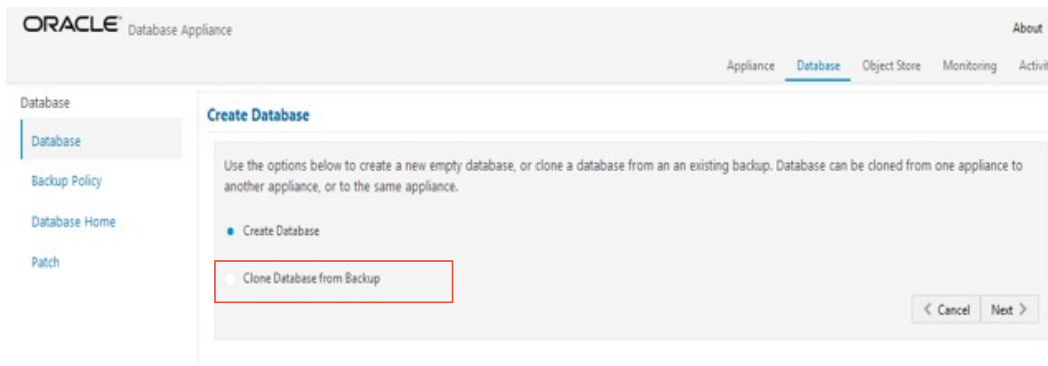 ORACLE Database Appliance
About
Appliance Database Object Store Monitoring Activit
Database
Database
Backup Policy
Database Home
Patch
Create Database
Use the options below to create a new empty database, or clone a database from an an existing backup. Database can be cloned from one appliance to
another appliance, or to the same appliance.
Create Database
Clone Database from Backup
< Cancel Next >